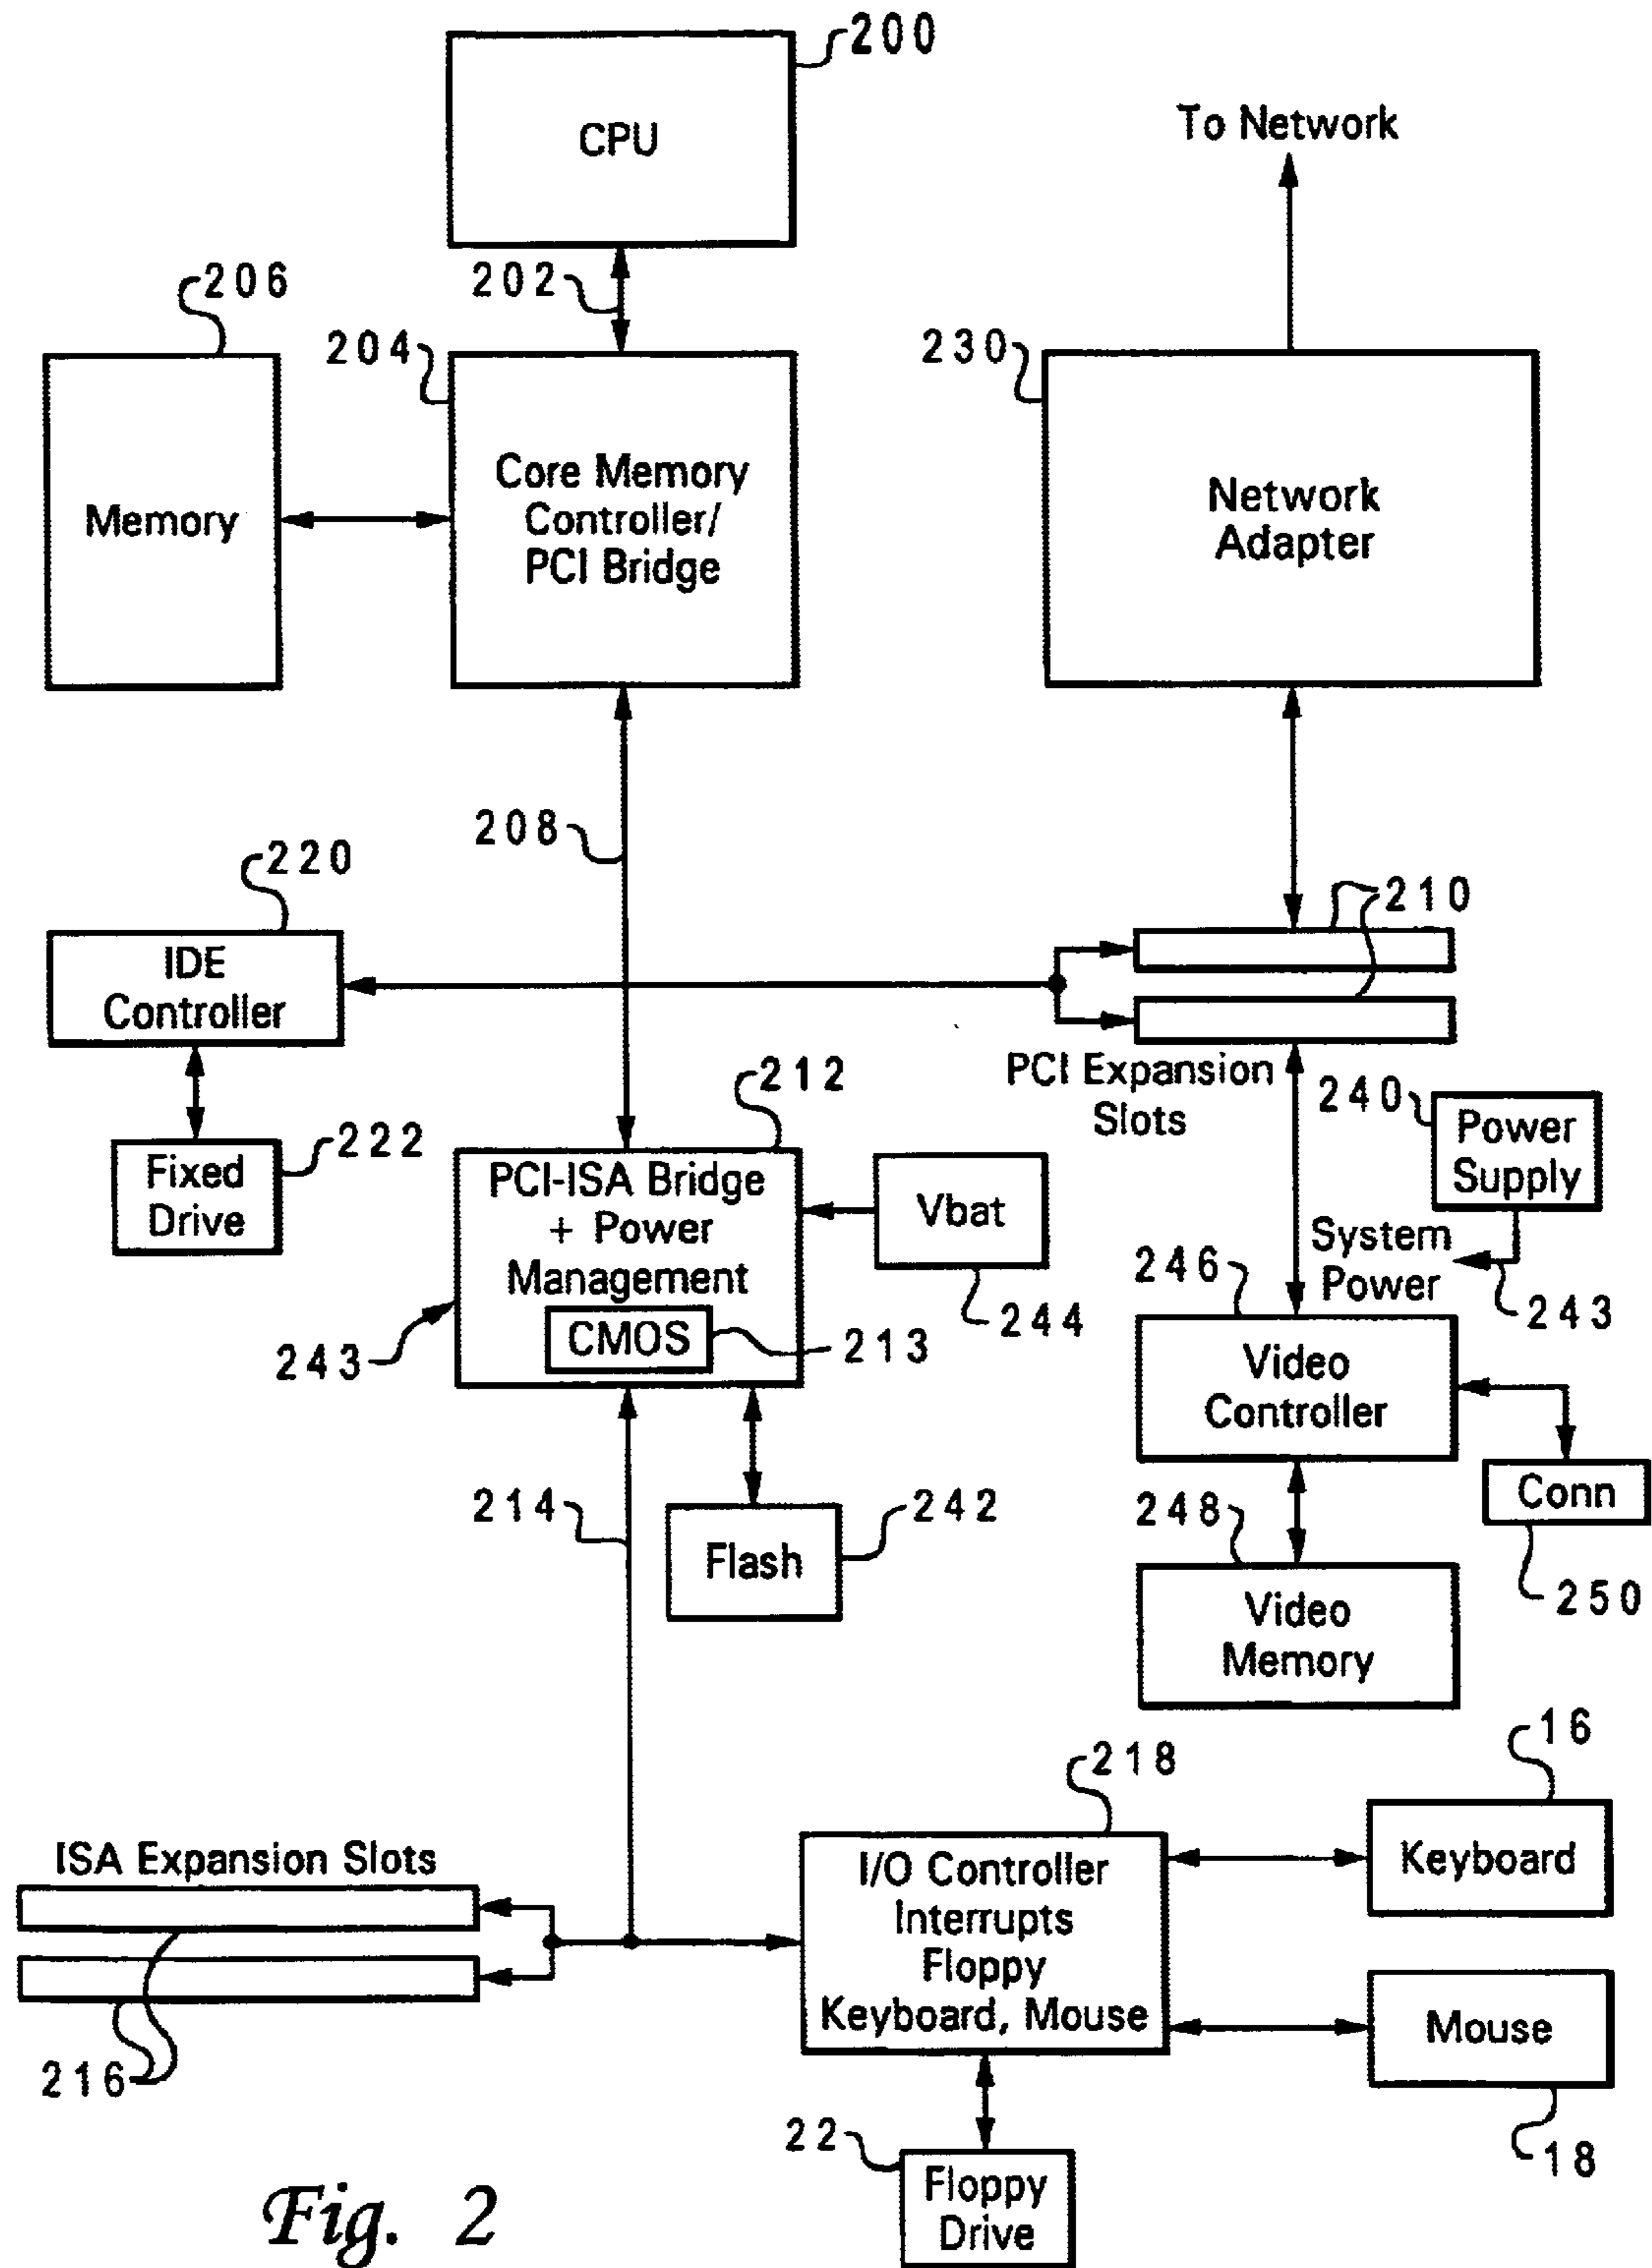 200
CPU
To Network
202
206
204
230
Memory
Core Memory
Controller/
PCI Bridge
Network
Adapter
208
220
210
IDE
Controller
PCI Expansion
Slots
212
240
Power
Supply
222
Fixed
Drive
PCI-ISA Bridge
+ Power
Management
CMOS
Vbat
System
Power
246
243
244
213
243
Video
Controller
214
242
Conn
248
Flash
250
Video
Memory
16
218
ISA Expansion Slots
Keyboard
I/O Controller
Interrupts
Floppy
Keyboard, Mouse
Mouse
216
22
18
Floppy
Drive
Fig. 2